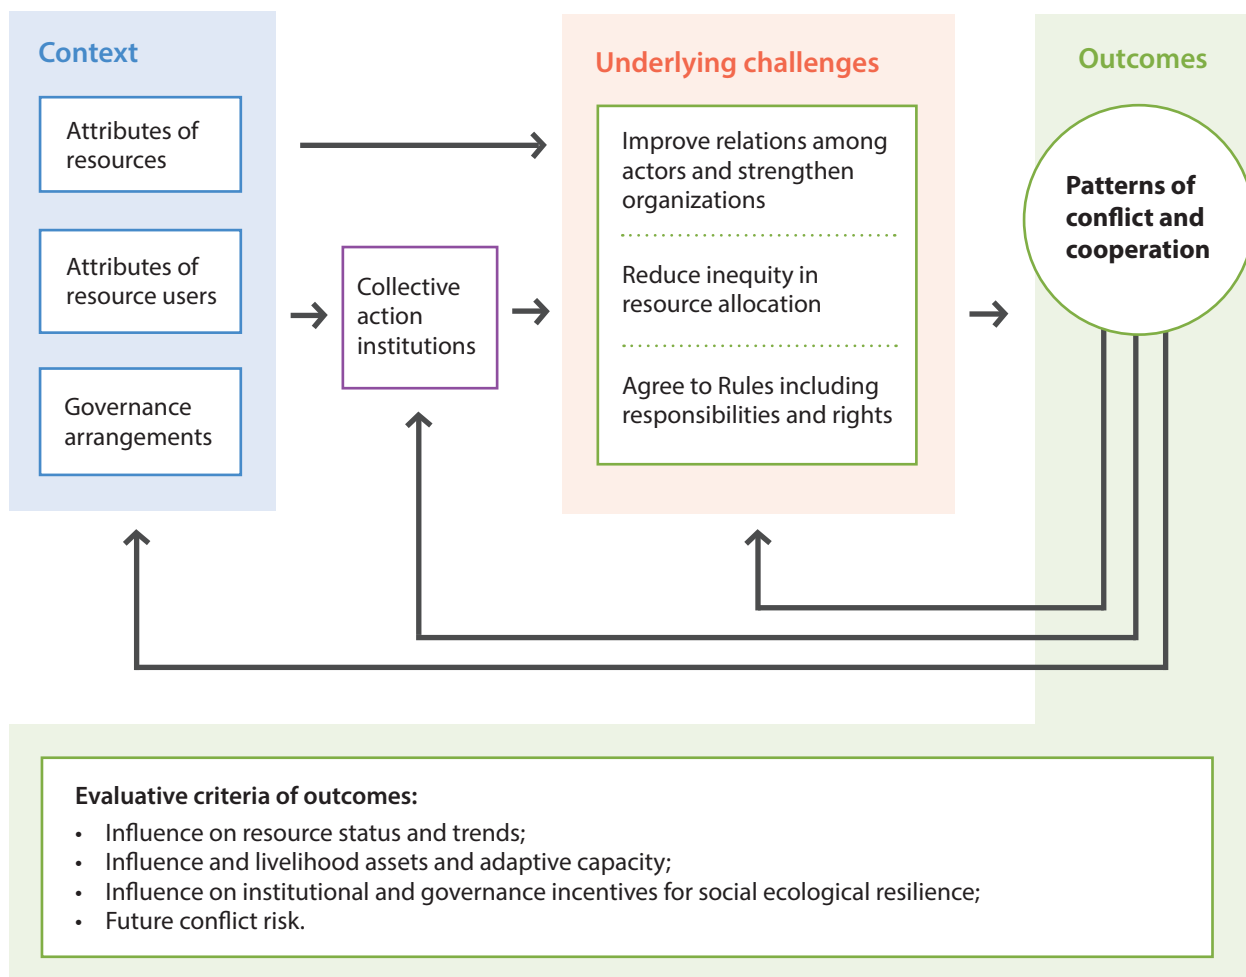 Context
Attributes of
resources
Attributes of
resource users
Governance
arrangements
Collective
action
institutions
Underlying challenges
Improve relations among
actors and strengthen
organizations
Reduce inequity in
resource allocation
Agree to Rules including
responsibilities and rights
Outcomes
Patterns of
conflict and
cooperation
Evaluative criteria of outcomes:
• Influence on resource status and trends;
• Influence and livelihood assets and adaptive capacity;
• Influence on institutional and governance incentives for social ecological resilience;
• Future conflict risk.